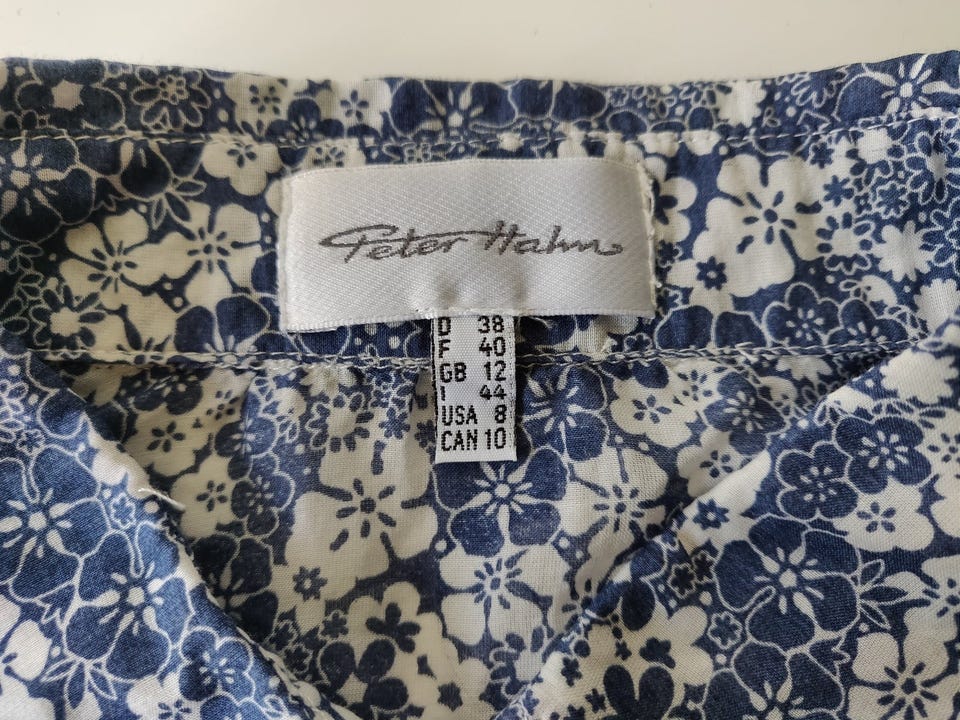 Peter Hahn
D 38
F 40
GB 12
I 44
USA 8
CAN 10